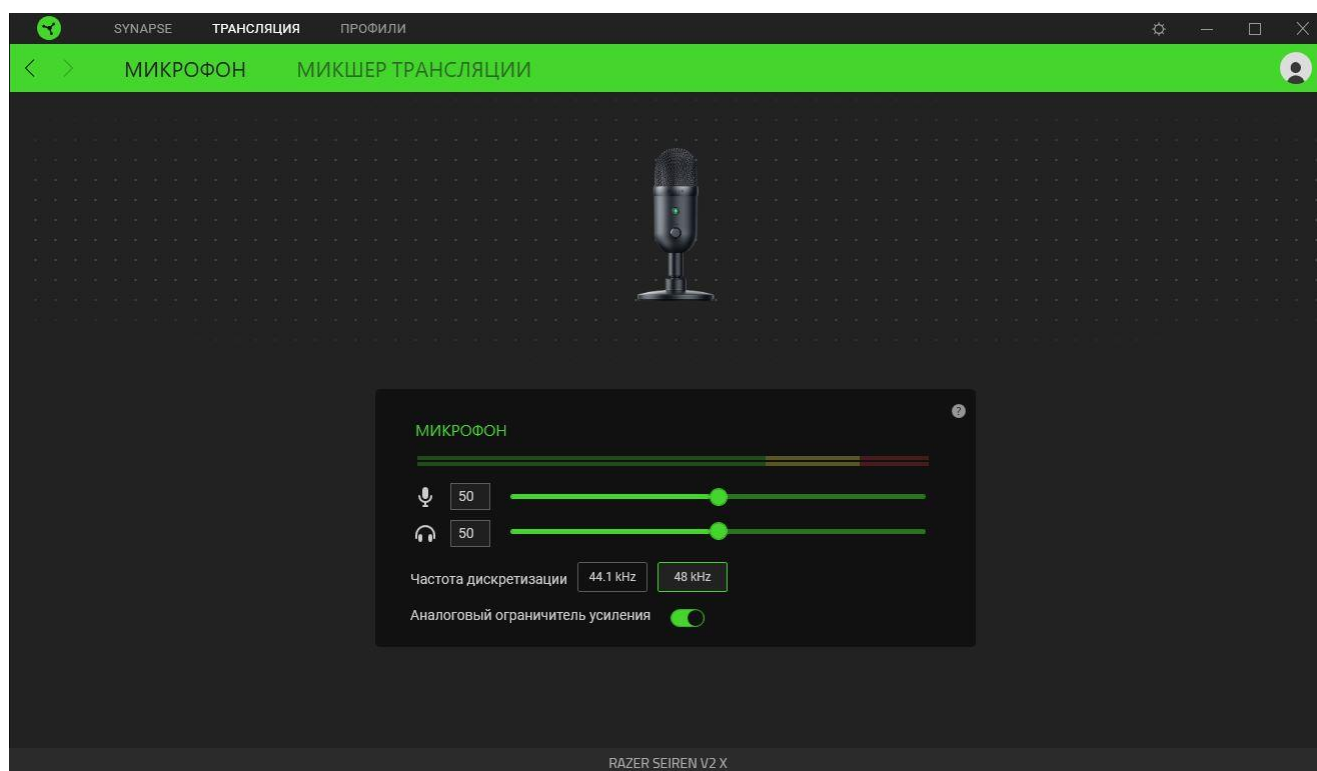 SYNAPSE ТРАНСЛЯЦИЯ ПРОФИЛИ
МИКРОФОН МИКШЕР ТРАНСЛЯЦИИ
?
МИКРОФОН
50
50
Частота дискретизации 44.1 kHz 48 kHz
Аналоговый ограничитель усиления
RAZER SEIREN V2 X